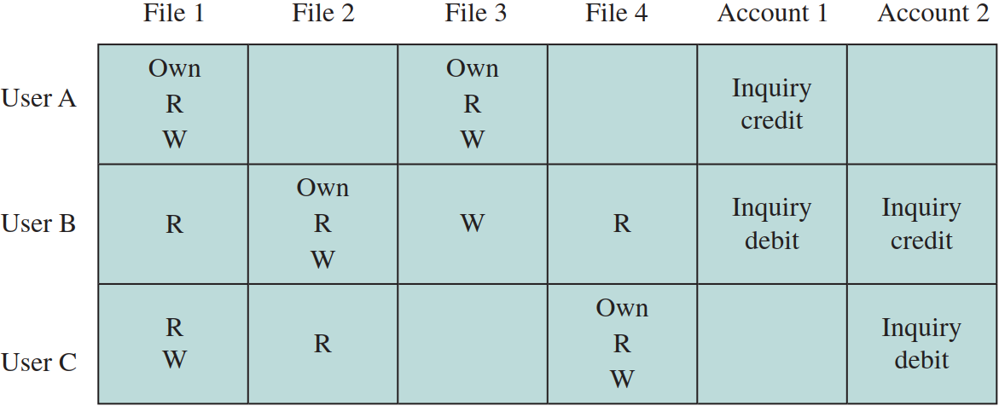 File 1 File 2 File 3 File 4 Account 1 Account 2
User A
Own
R
W
Own
R
W
Inquiry
credit
User B
R
Own
R
W
W
R
Inquiry
debit
Inquiry
credit
User C
R
W
R
Own
R
W
Inquiry
debit